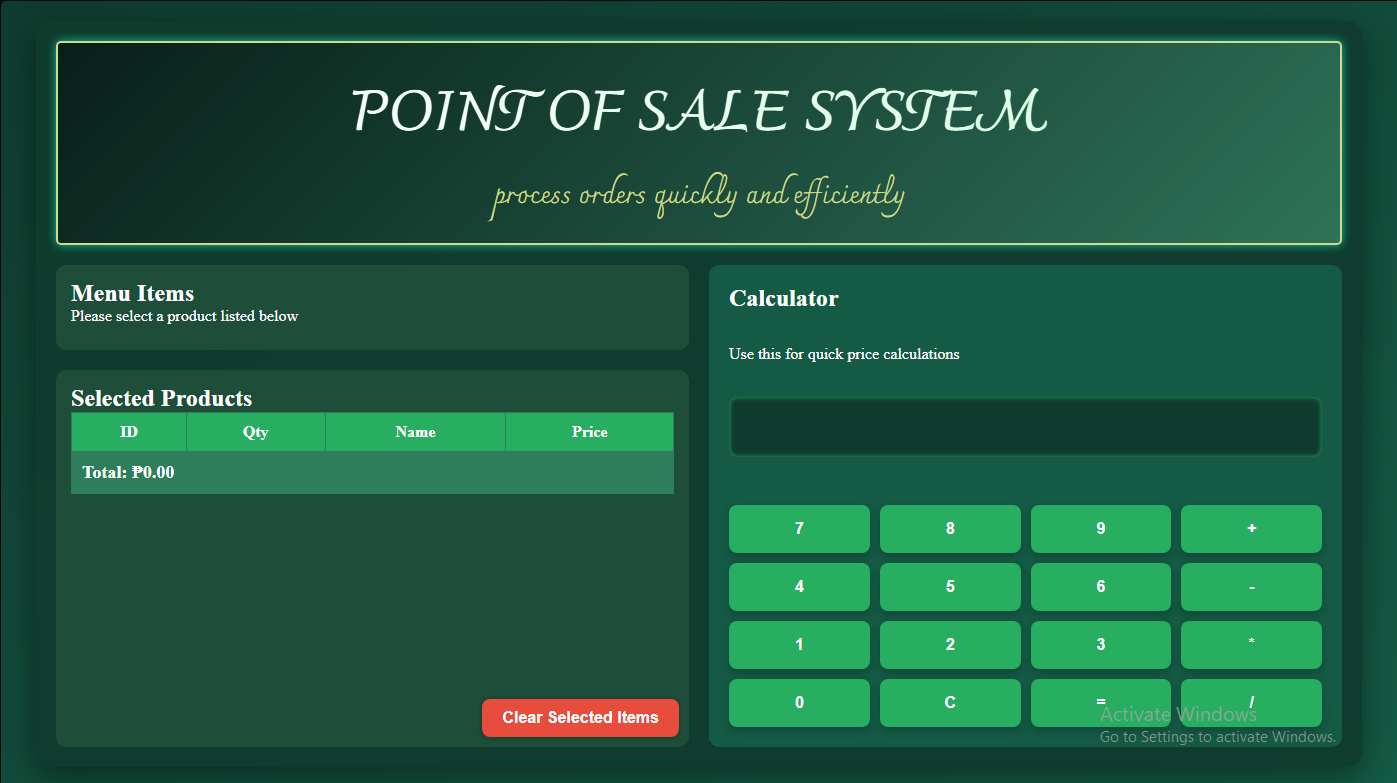 POINT OF SALE SYSTEM
process orders quickly and efficiently
Menu Items
Please select a product listed below
Selected Products
ID Qty Name Price
Total: ₱0.00
Clear Selected Items
Calculator
Use this for quick price calculations
7 8 9 +
4 5 6 -
1 2 3 *
0 C = /
Activate Windows
Go to Settings to activate Windows.